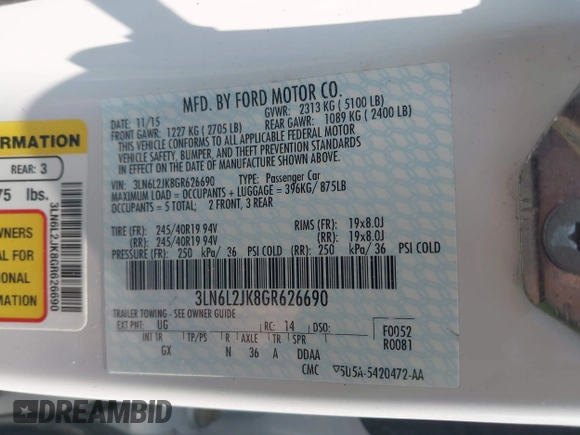 MFD. BY FORD MOTOR CO.
DATE: 11/15 GVWR: 2313 KG ( 5100 LB)
FRONT GAWR: 1227 KG ( 2705 LB) REAR GAWR: 1089 KG ( 2400 LB)
THIS VEHICLE CONFORMS TO ALL APPLICABLE FEDERAL MOTOR
VEHICLE SAFETY, BUMPER, AND THEFT PREVENTION STANDARDS
IN EFFECT ON THE DATE OF MANUFACTURE SHOWN ABOVE.
VIN: 3LN6L2JK8GR626690 TYPE: Passenger Car
MAXIMUM LOAD = OCCUPANTS + LUGGAGE = 396KG/ 875LB
OCCUPANTS = 5 TOTAL; 2 FRONT, 3 REAR
TIRE (FR): 245/40R19 94V RIMS (FR): 19x8.0J
(RR): 245/40R19 94V (RR): 19x8.0J
PRESSURE (FR): 250 kPa/ 36 PSI COLD (RR): 250 kPa/ 36 PSI COLD
3LN6L2JK8GR626690
TRAILER TOWING - SEE OWNER GUIDE
EXT PNT: UG RC: 14 DSO: F0052
INT TR TP/PS R AXLE TR SPR R0081
GX N 36 A DDAA
CMC 5U5A-5420472-AA
FORMATION
REAR: 3
75 lbs.
WNERS
AL FOR
ONAL
MATION
3LN6L2JK8GR626690
DREAMBID